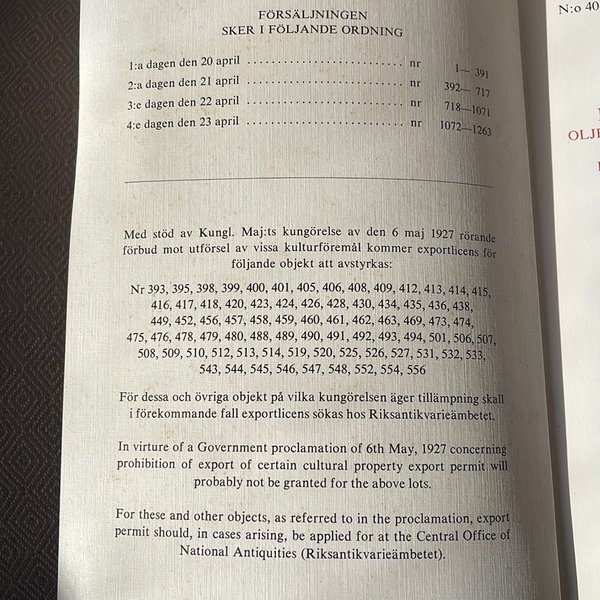 FÖRSÄLJNINGEN
SKER I FÖLJANDE ORDNING
1:a dagen den 20 april .......................... nr 1— 391
2:a dagen den 21 april .......................... nr 392— 717
3:e dagen den 22 april .......................... nr 718—1071
4:e dagen den 23 april .......................... nr 1072—1263
Med stöd av Kungl. Maj:ts kungörelse av den 6 maj 1927 rörande
förbud mot utförsel av vissa kulturföremål kommer exportlicens för
följande objekt att avstyrkas:
Nr 393, 395, 398, 399, 400, 401, 405, 406, 408, 409, 412, 413, 414, 415,
416, 417, 418, 420, 423, 424, 426, 428, 430, 434, 435, 436, 438,
449, 452, 456, 457, 458, 459, 460, 461, 462, 463, 469, 473, 474,
475, 476, 478, 479, 480, 488, 489, 490, 491, 492, 493, 494, 501, 506, 507,
508, 509, 510, 512, 513, 514, 519, 520, 525, 526, 527, 531, 532, 533,
543, 544, 545, 546, 547, 548, 552, 554, 556
För dessa och övriga objekt på vilka kungörelsen äger tillämpning skall
i förekommande fall exportlicens sökas hos Riksantikvarieämbetet.
In virture of a Government proclamation of 6th May, 1927 concerning
prohibition of export of certain cultural property export permit will
probably not be granted for the above lots.
For these and other objects, as referred to in the proclamation, export
permit should, in cases arising, be applied for at the Central Office of
National Antiquities (Riksantikvarieämbetet).
N:o 40